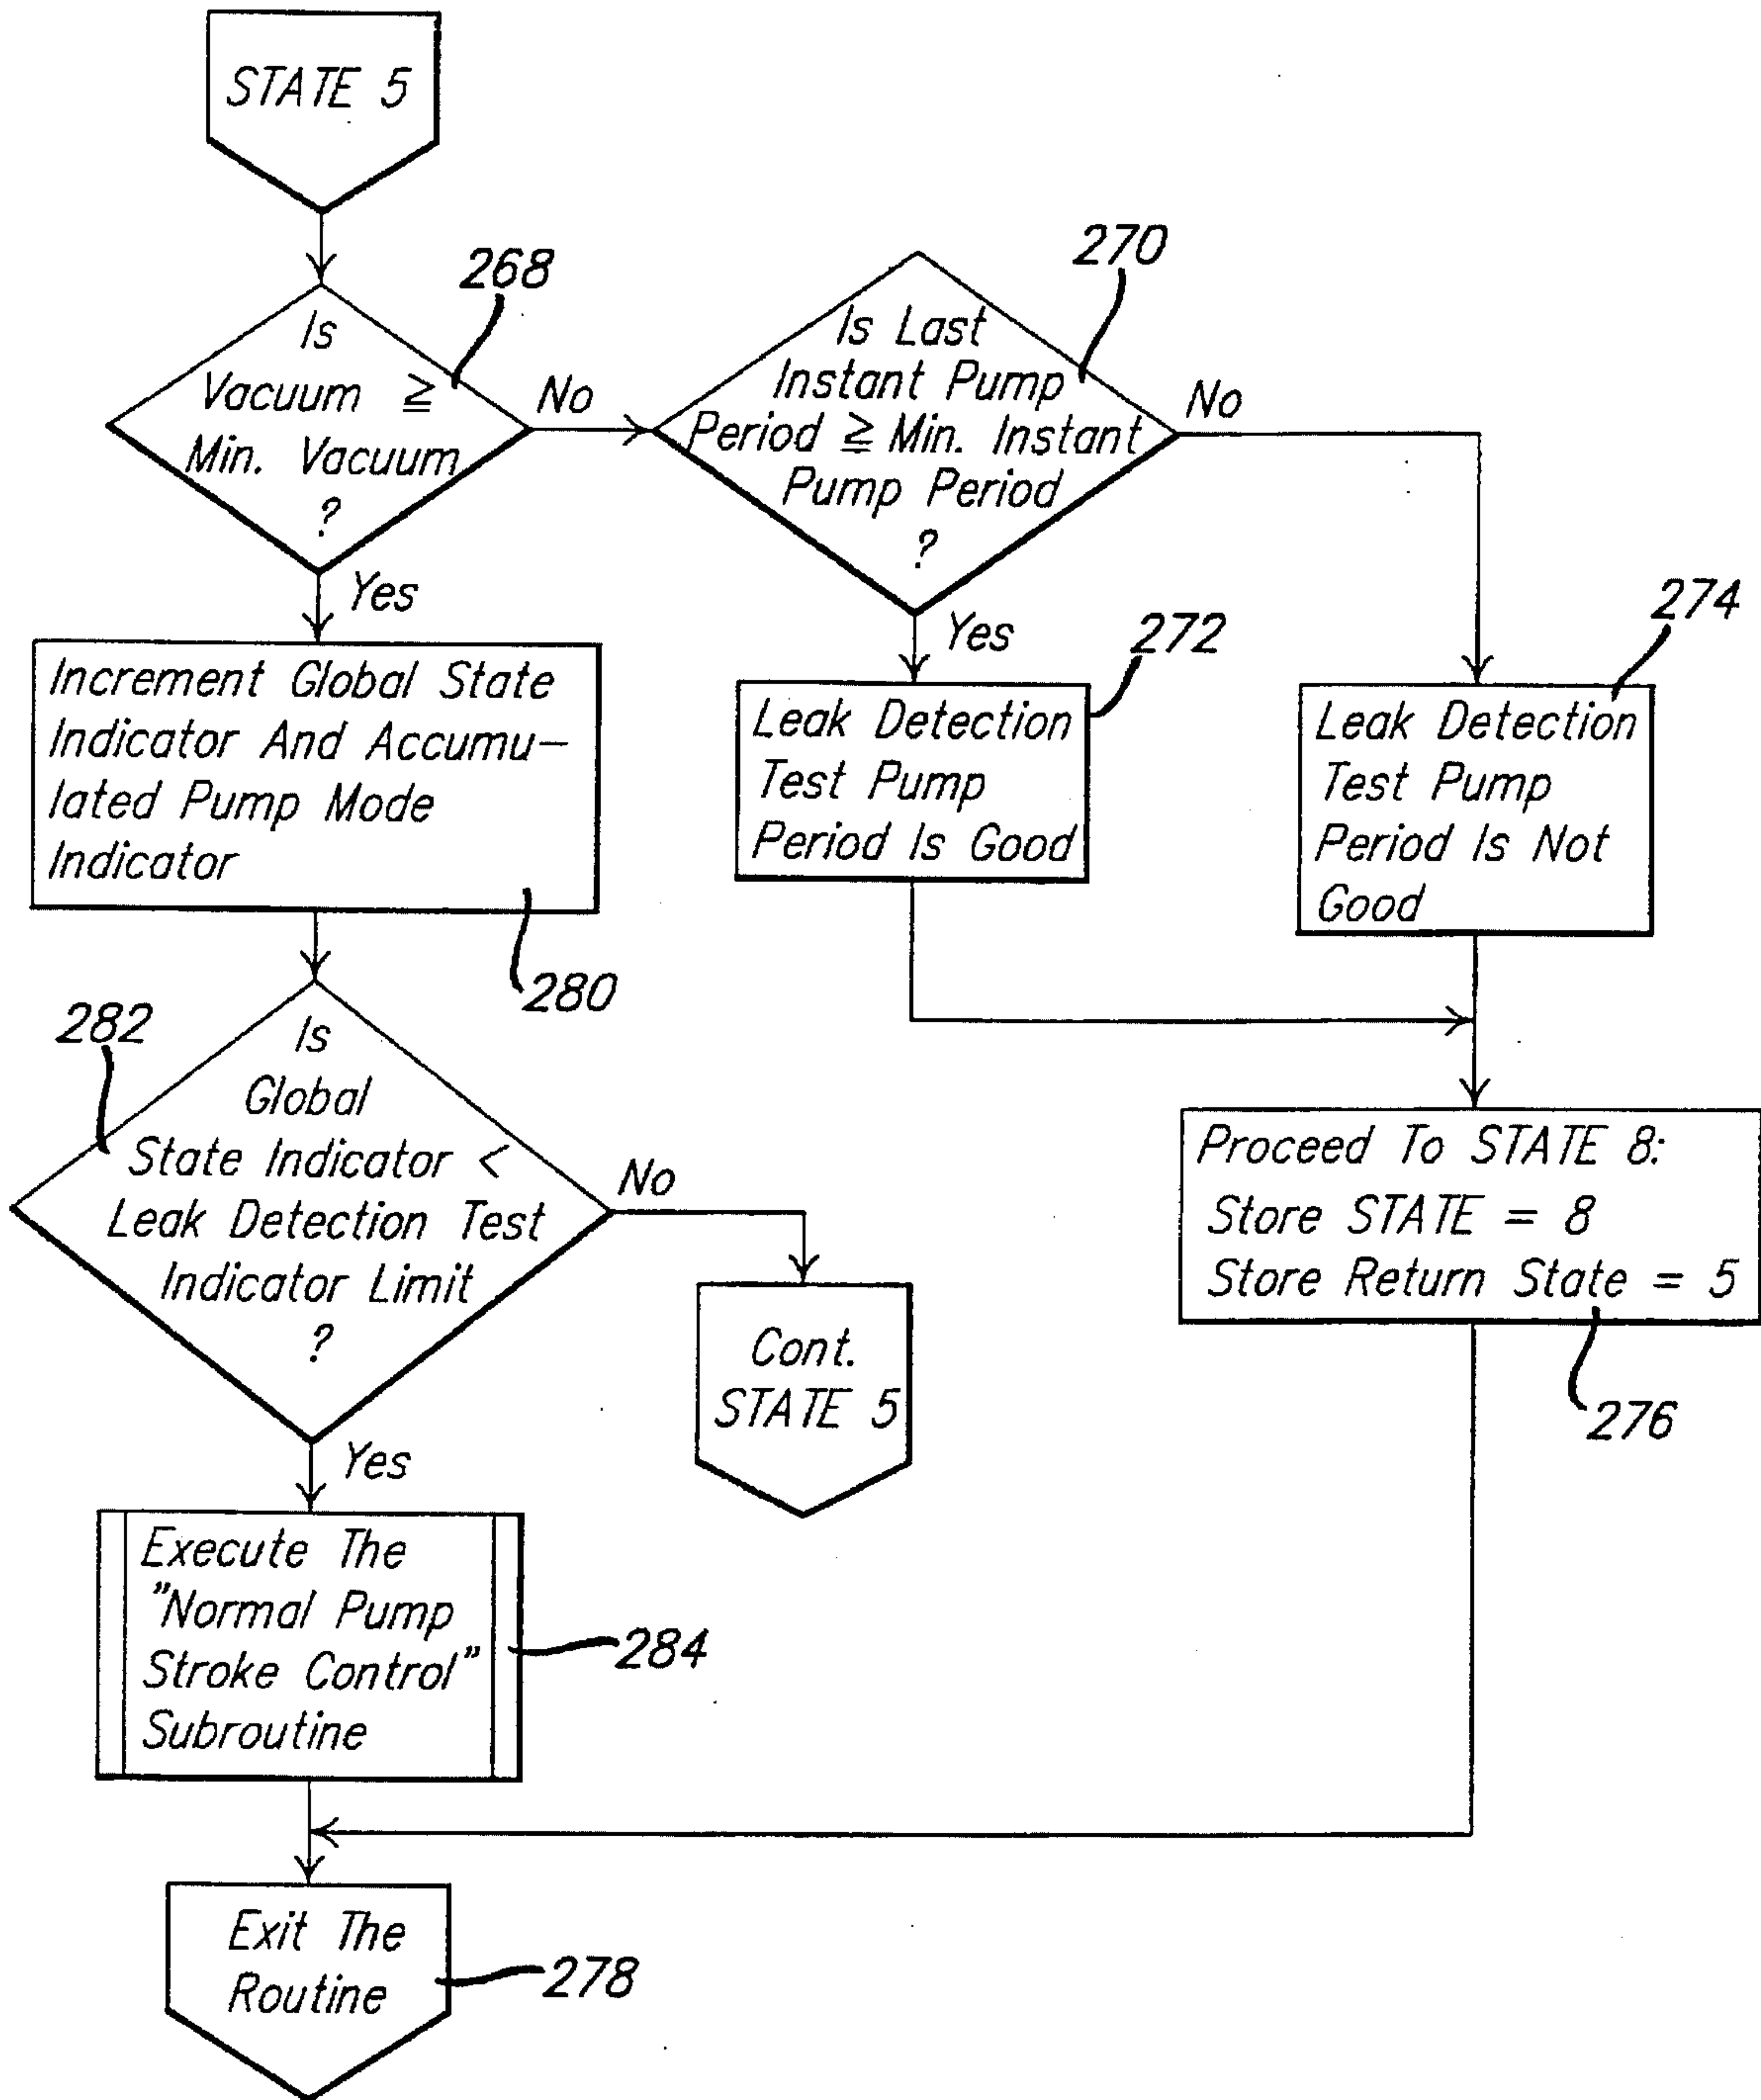 STATE 5
268
Is
Vacuum ≧
Min. Vacuum
?
No
Yes
270
Is Last
Instant Pump
Period ≧ Min. Instant
Pump Period
?
No
Yes
272
Leak Detection
Test Pump
Period Is Good
274
Leak Detection
Test Pump
Period Is Not
Good
Increment Global State
Indicator And Accumu-
lated Pump Mode
Indicator
280
282
Is
Global
State Indicator <
Leak Detection Test
Indicator Limit
?
No
Yes
Cont.
STATE 5
Proceed To STATE 8:
Store STATE = 8
Store Return State = 5
276
Execute The
"Normal Pump
Stroke Control"
Subroutine
284
Exit The
Routine
278